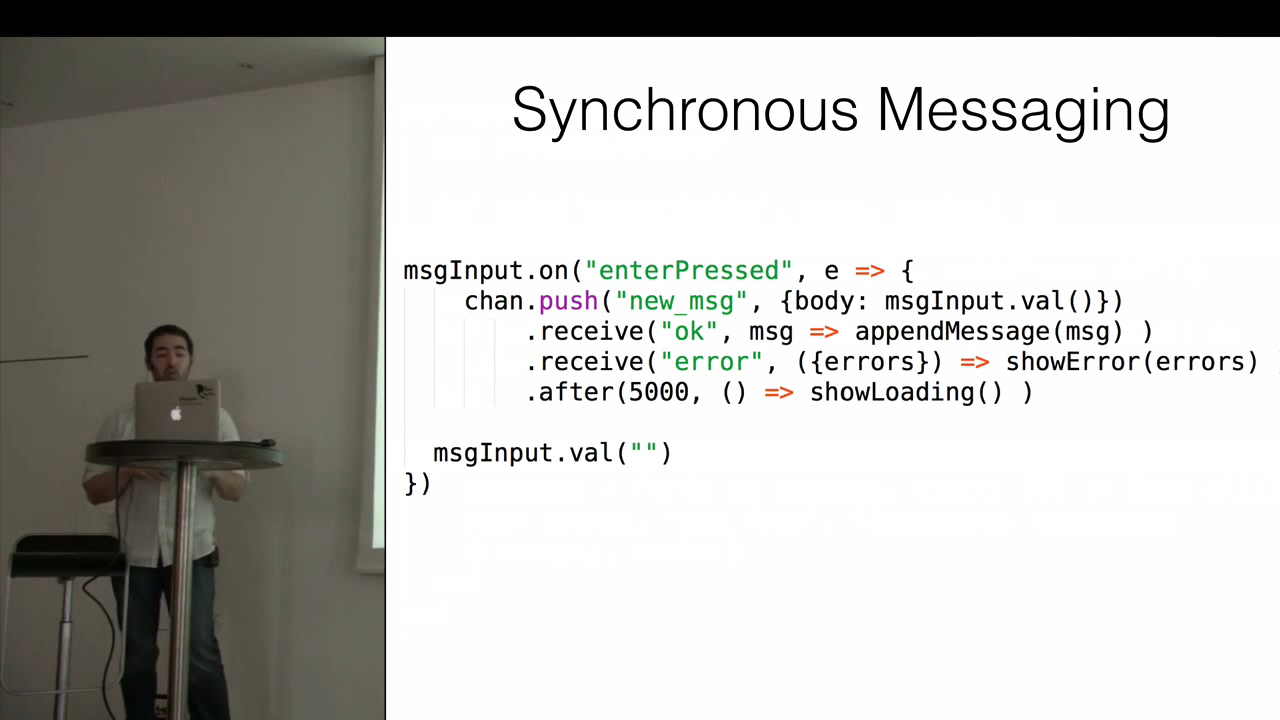 Synchronous Messaging
msgInput.on("enterPressed", e => {
chan.push("new_msg", {body: msgInput.val()})
.receive("ok", msg => appendMessage(msg) )
.receive("error", ({errors}) => showError(errors)
.after(5000, () => showLoading() )
msgInput.val("")
})